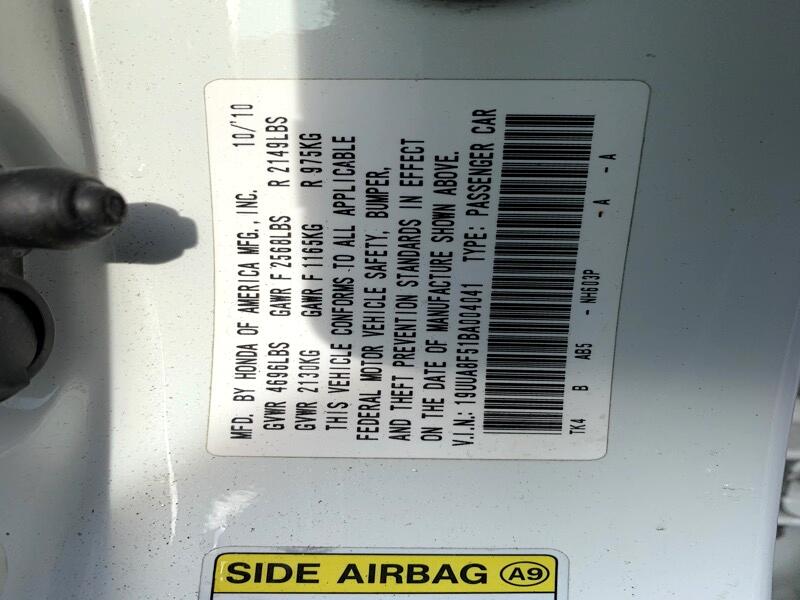 MFD. BY HONDA OF AMERICA MFG., INC. 10/'10
GVWR 4696LBS GAWR F 2568LBS R 2149LBS
GVWR 2130KG GAWR F 1165KG R 975KG
THIS VEHICLE CONFORMS TO ALL APPLICABLE
FEDERAL MOTOR VEHICLE SAFETY, BUMPER,
AND THEFT PREVENTION STANDARDS IN EFFECT
ON THE DATE OF MANUFACTURE SHOWN ABOVE.
V.I.N.: 19UUA8F51BA004041 TYPE: PASSENGER CAR
TK4 B AB5 - NH603P - A - A
SIDE AIRBAG A9